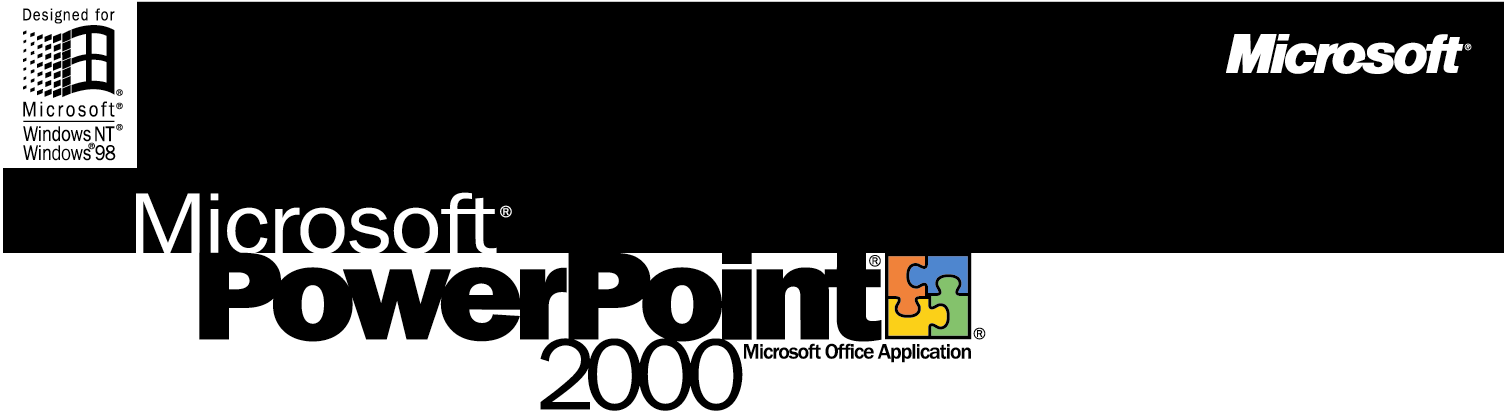 Designed for
Microsoft®
Windows NT®
Windows®98
Microsoft®
Microsoft®
PowerPoint®
®
2000
Microsoft Office Application